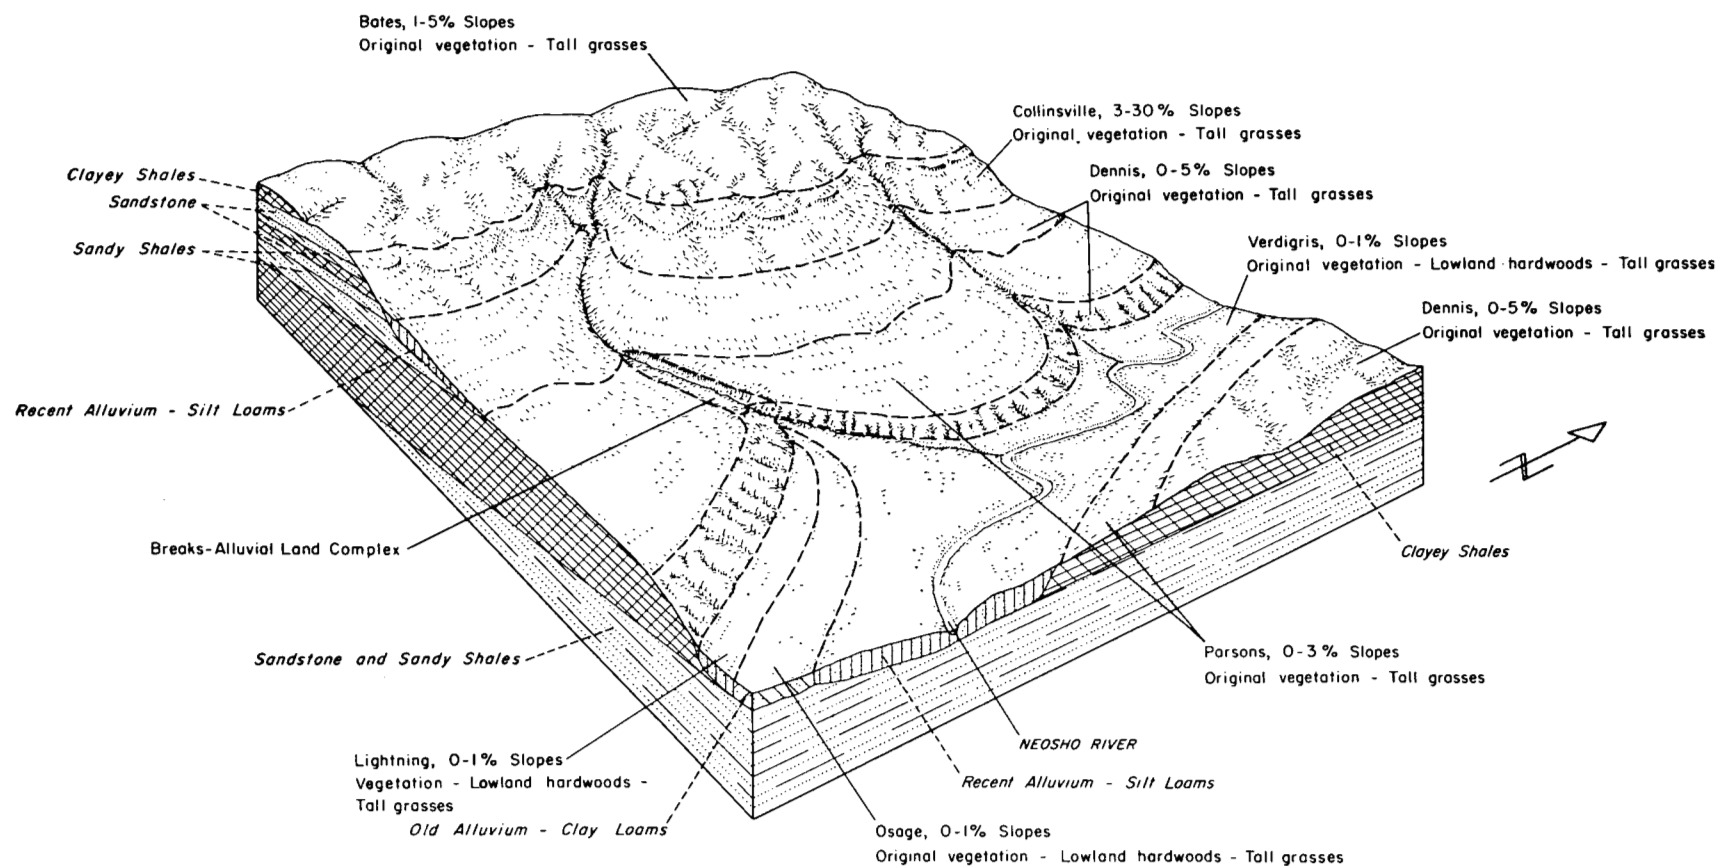 Bates, 1-5% Slopes
Original vegetation - Tall grasses
Collinsville, 3-30% Slopes
Original vegetation - Tall grasses
Dennis, 0-5% Slopes
Original vegetation - Tall grasses
Clayey Shales
Sandstone
Sandy Shales
Verdigris, 0-1% Slopes
Original vegetation - Lowland hardwoods - Tall grasses
Dennis, 0-5% Slopes
Original vegetation - Tall grasses
Recent Alluvium - Silt Loams
Breaks-Alluvial Land Complex
Clayey Shales
Sandstone and Sandy Shales
Parsons, 0-3% Slopes
Original vegetation - Tall grasses
NEOSHO RIVER
Lightning, 0-1% Slopes
Vegetation - Lowland hardwoods -
Tall grasses
Recent Alluvium - Silt Loams
Old Alluvium - Clay Loams
Osage, 0-1% Slopes
Original vegetation - Lowland hardwoods - Tall grasses